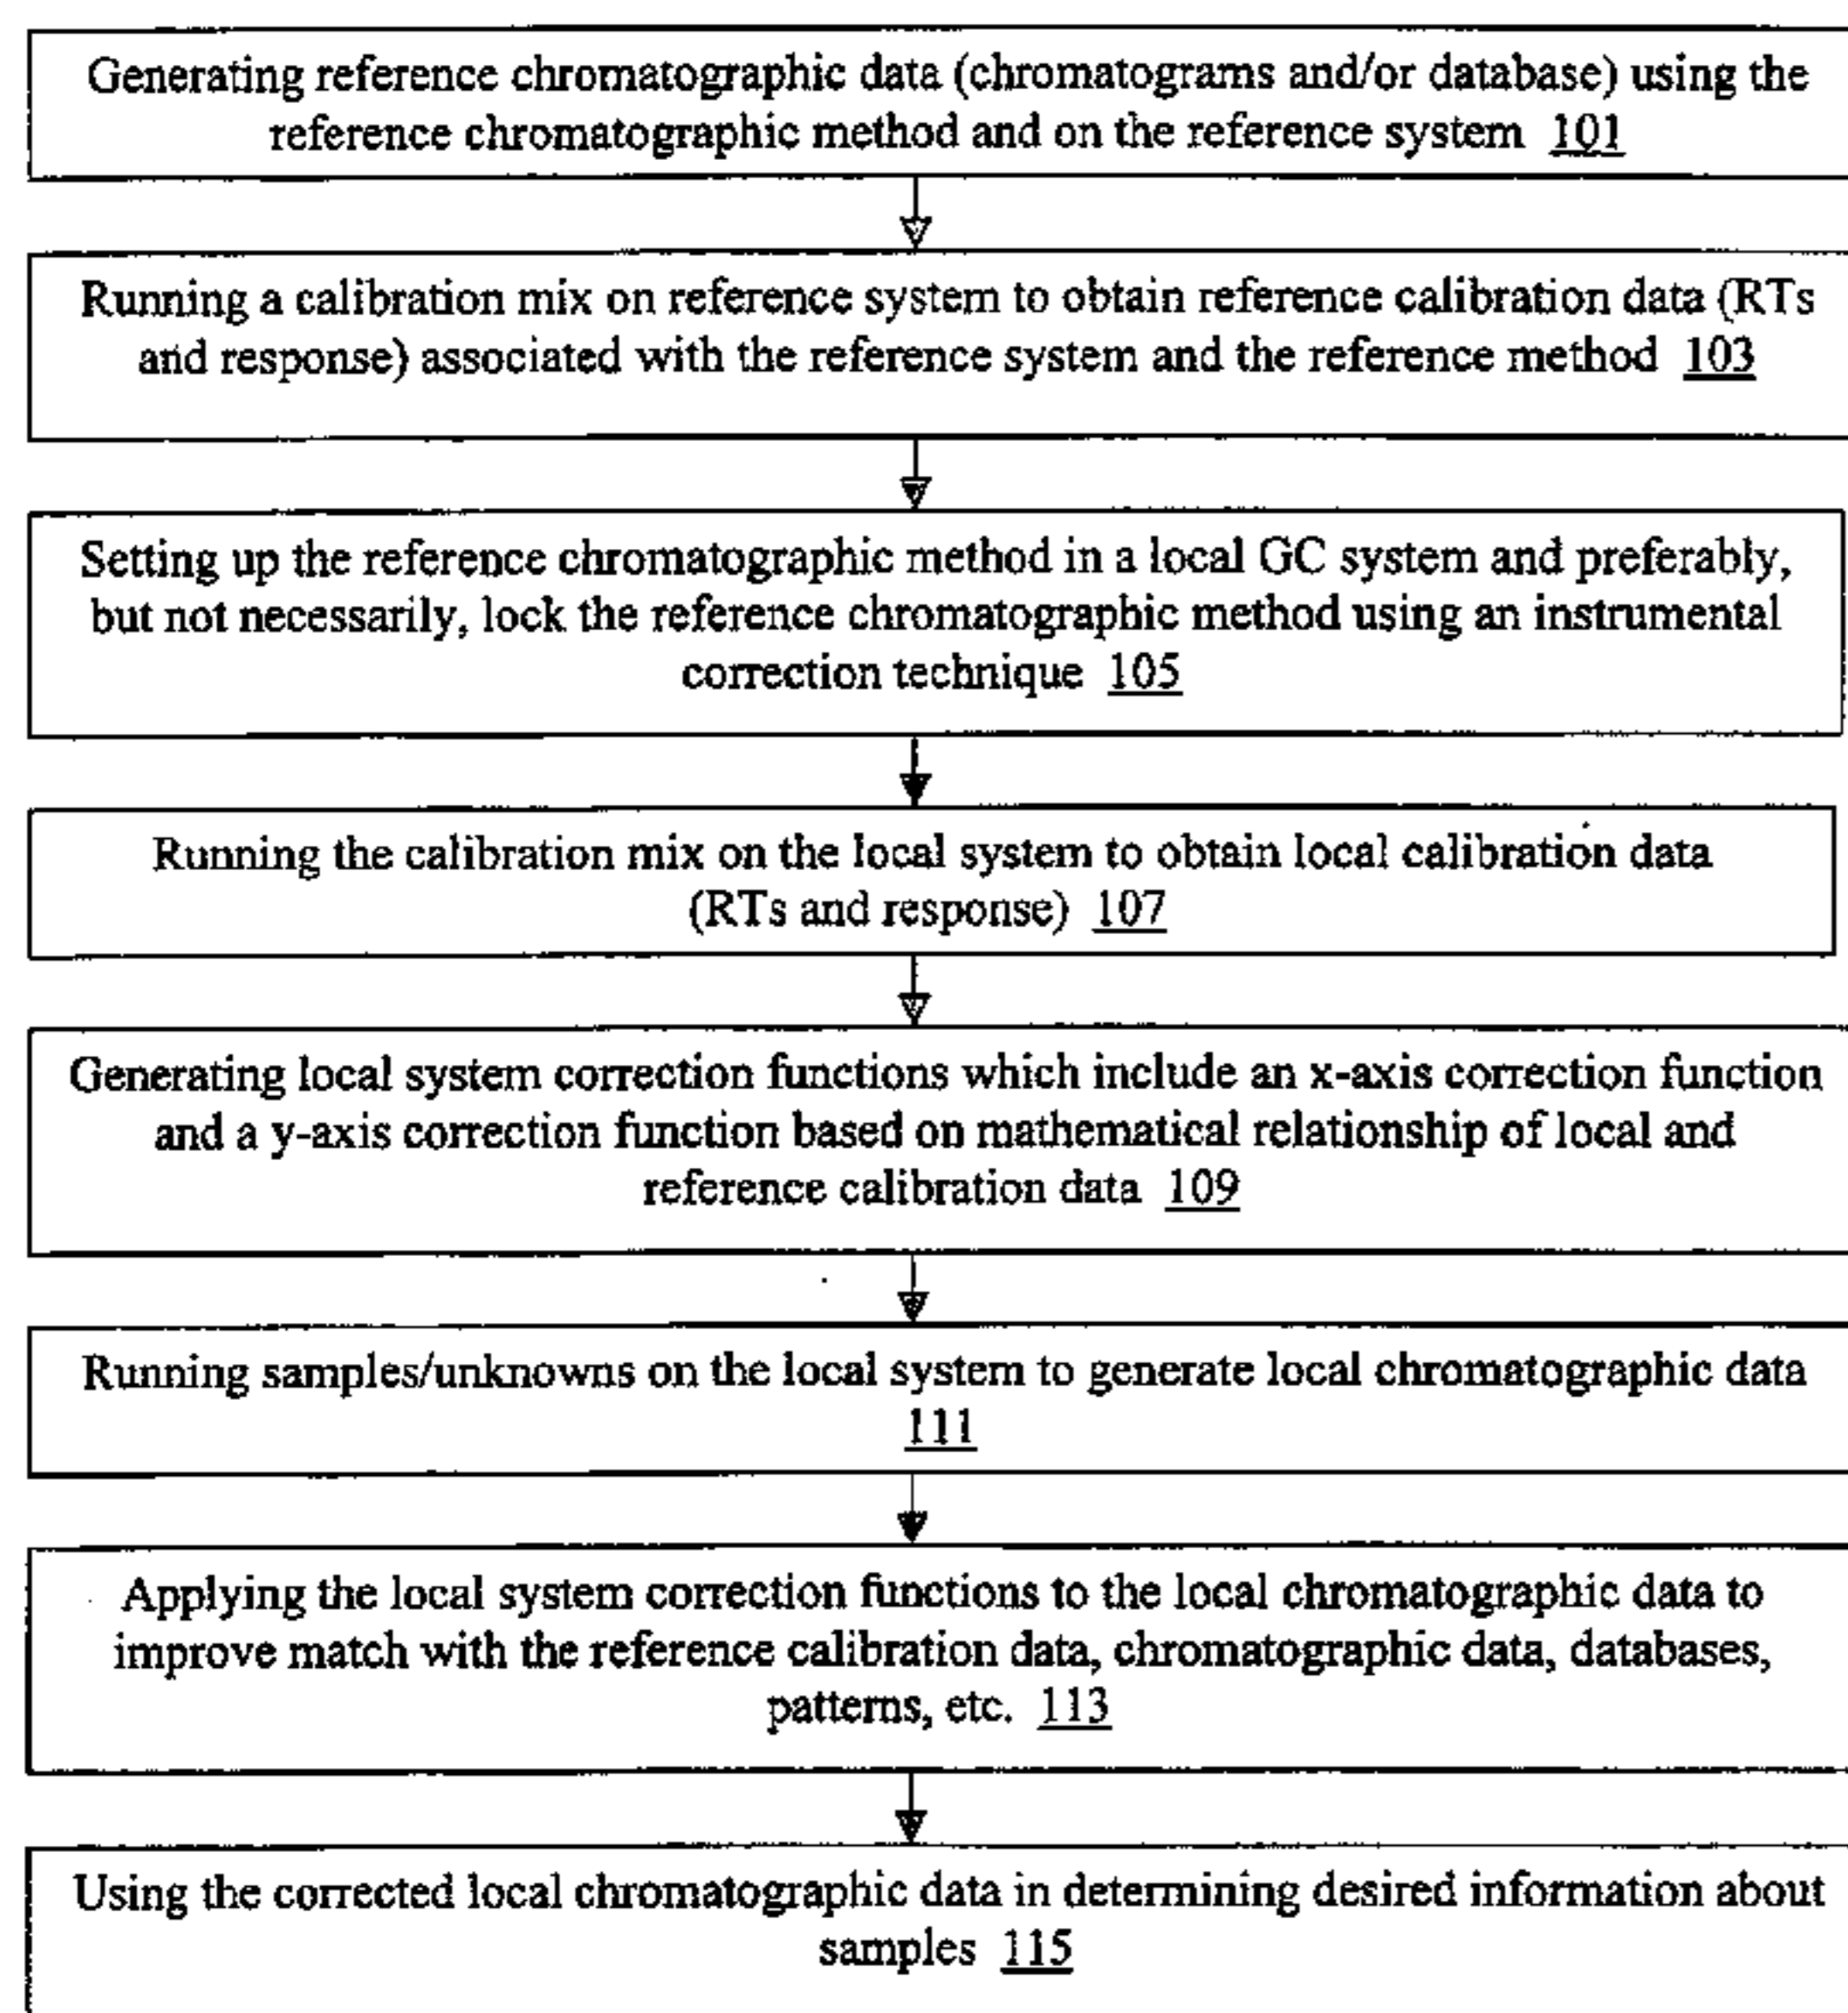 Generating reference chromatographic data (chromatograms and/or database) using the
reference chromatographic method and on the reference system 101
Running a calibration mix on reference system to obtain reference calibration data (RTs
and response) associated with the reference system and the reference method 103
Setting up the reference chromatographic method in a local GC system and preferably,
but not necessarily, lock the reference chromatographic method using an instrumental
correction technique 105
Running the calibration mix on the local system to obtain local calibration data
(RTs and response) 107
Generating local system correction functions which include an x-axis correction function
and a y-axis correction function based on mathematical relationship of local and
reference calibration data 109
Running samples/unknowns on the local system to generate local chromatographic data
111
Applying the local system correction functions to the local chromatographic data to
improve match with the reference calibration data, chromatographic data, databases,
patterns, etc. 113
Using the corrected local chromatographic data in determining desired information about
samples 115